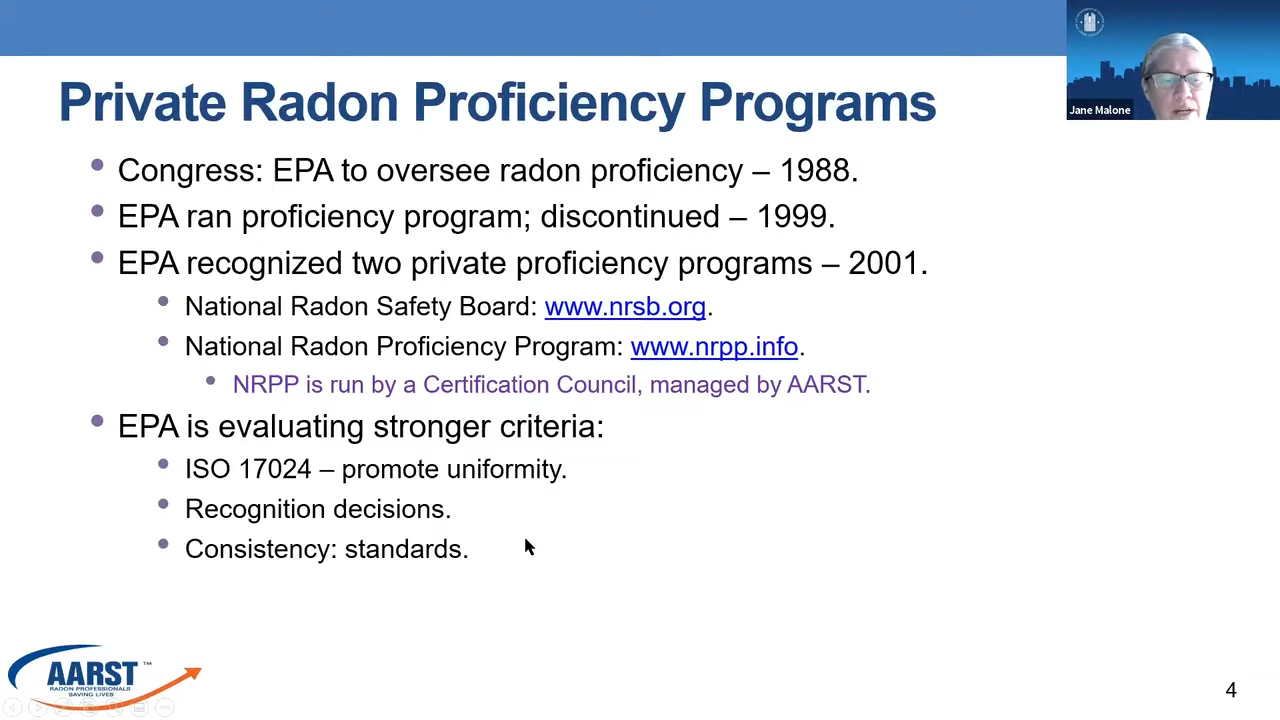 Private Radon Proficiency Programs
Jane Malone
• Congress: EPA to oversee radon proficiency – 1988.
• EPA ran proficiency program; discontinued – 1999.
• EPA recognized two private proficiency programs – 2001.
• National Radon Safety Board: www.nrsb.org.
• National Radon Proficiency Program: www.nrpp.info.
• NRPP is run by a Certification Council, managed by AARST.
• EPA is evaluating stronger criteria:
• ISO 17024 – promote uniformity.
• Recognition decisions.
• Consistency: standards.
AARST™
RADON PROFESSIONALS
SAVING LIVES
4